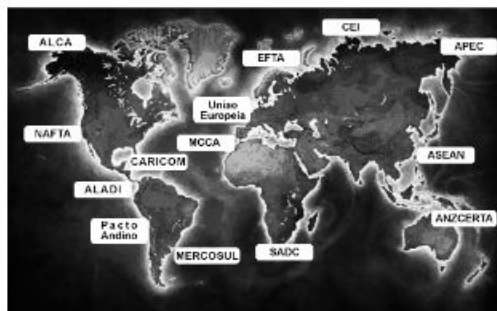 CEI
ALCA
APEC
EFTA
Uniao
Europeia
NAFTA
MCCA
CARICOM
ASEAN
ALADI
ANZCERTA
Pacto
Andino
MERCOSUL
SADC